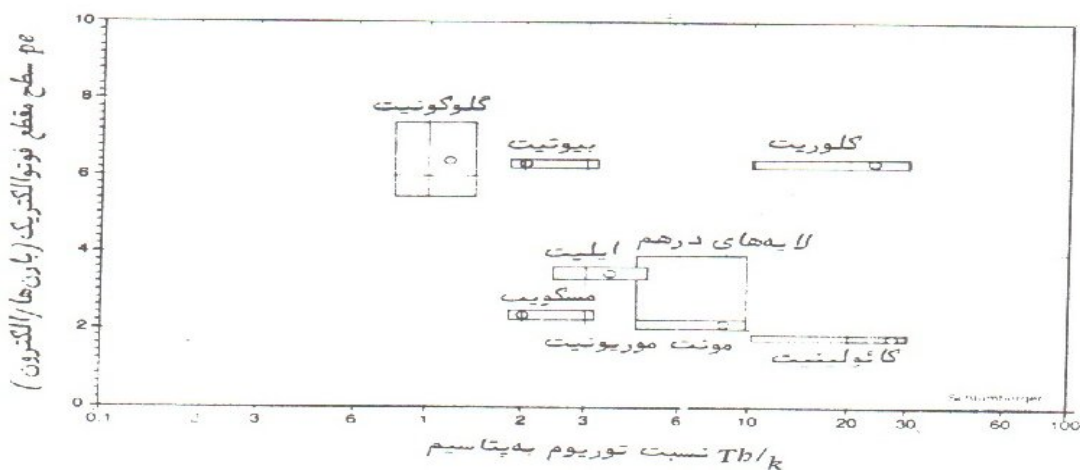 سطح مقطع فوتوالکتریک (بارن‌ها/الکترون) pe
10
8
6
4
2
0
گلوکونیت
بیوتیت
کلوریت
لایه‌های درهم
ایلیت
مسکویت
مونت موریونیت
کائولینیت
Schlumberger
0.1 2 3 6 1 2 3 6 10 20 30 60 100
نسبت توریوم به‌پتاسیم Th/k